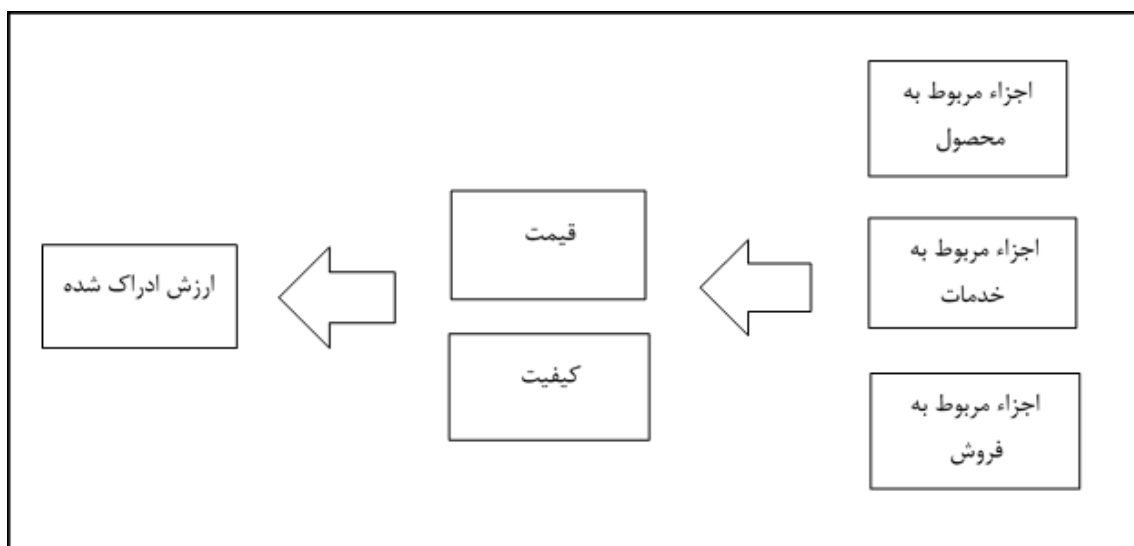 اجزاء مربوط به
محصول
اجزاء مربوط به
خدمات
اجزاء مربوط به
فروش
قیمت
کیفیت
ارزش ادراک شده